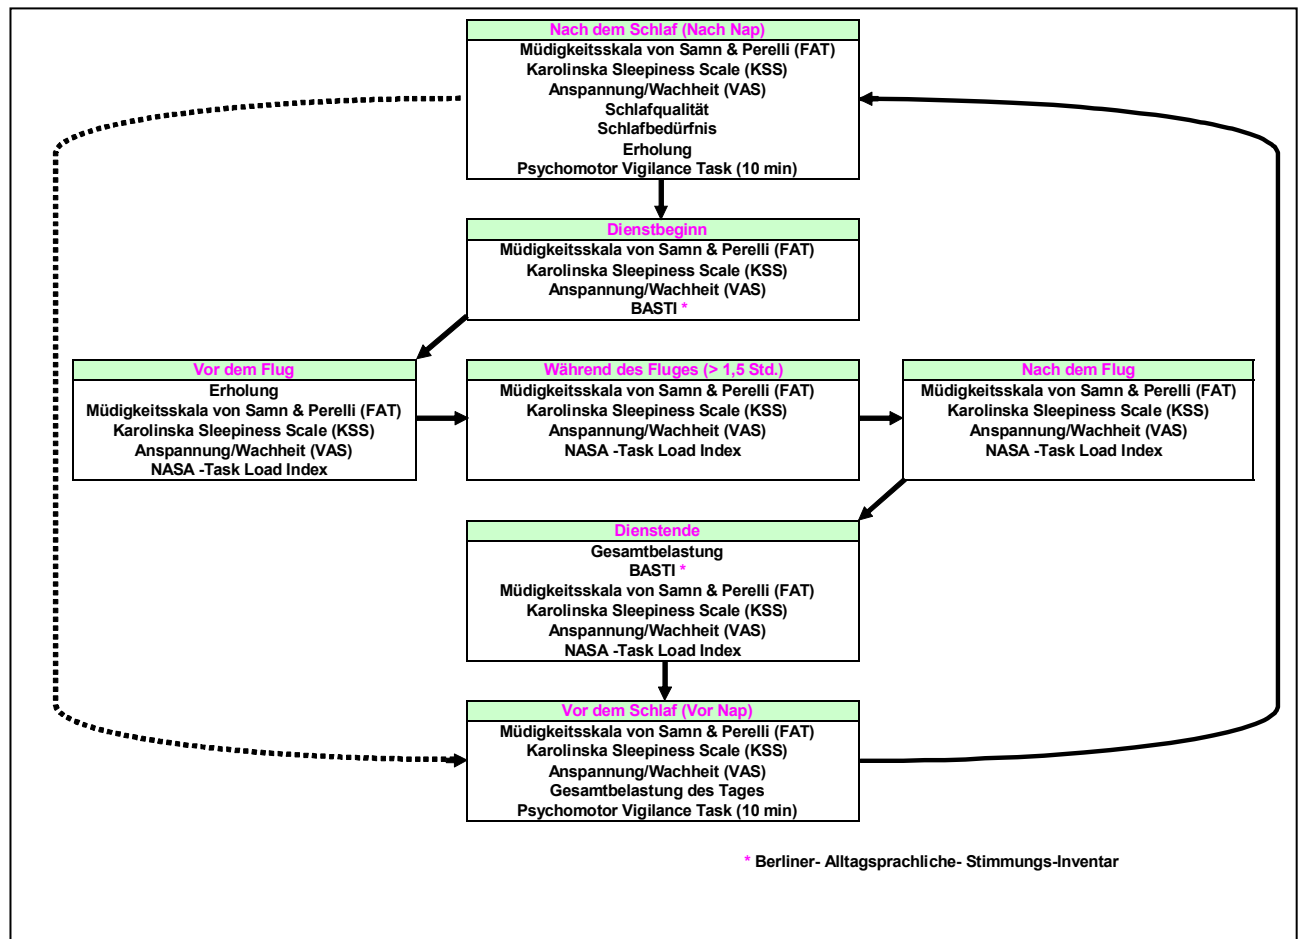 Nach dem Schlaf (Nach Nap)
Müdigkeitsskala von Samn & Perelli (FAT)
Karolinska Sleepiness Scale (KSS)
Anspannung/Wachheit (VAS)
Schlafqualität
Schlafbedürfnis
Erholung
Psychomotor Vigilance Task (10 min)
Dienstbeginn
Müdigkeitsskala von Samn & Perelli (FAT)
Karolinska Sleepiness Scale (KSS)
Anspannung/Wachheit (VAS)
BASTI *
Vor dem Flug
Erholung
Müdigkeitsskala von Samn & Perelli (FAT)
Karolinska Sleepiness Scale (KSS)
Anspannung/Wachheit (VAS)
NASA -Task Load Index
Während des Fluges (> 1,5 Std.)
Müdigkeitsskala von Samn & Perelli (FAT)
Karolinska Sleepiness Scale (KSS)
Anspannung/Wachheit (VAS)
NASA -Task Load Index
Nach dem Flug
Müdigkeitsskala von Samn & Perelli (FAT)
Karolinska Sleepiness Scale (KSS)
Anspannung/Wachheit (VAS)
NASA -Task Load Index
Dienstende
Gesamtbelastung
BASTI *
Müdigkeitsskala von Samn & Perelli (FAT)
Karolinska Sleepiness Scale (KSS)
Anspannung/Wachheit (VAS)
NASA -Task Load Index
Vor dem Schlaf (Vor Nap)
Müdigkeitsskala von Samn & Perelli (FAT)
Karolinska Sleepiness Scale (KSS)
Anspannung/Wachheit (VAS)
Gesamtbelastung des Tages
Psychomotor Vigilance Task (10 min)
* Berliner- Alltagsprachliche- Stimmungs-Inventar